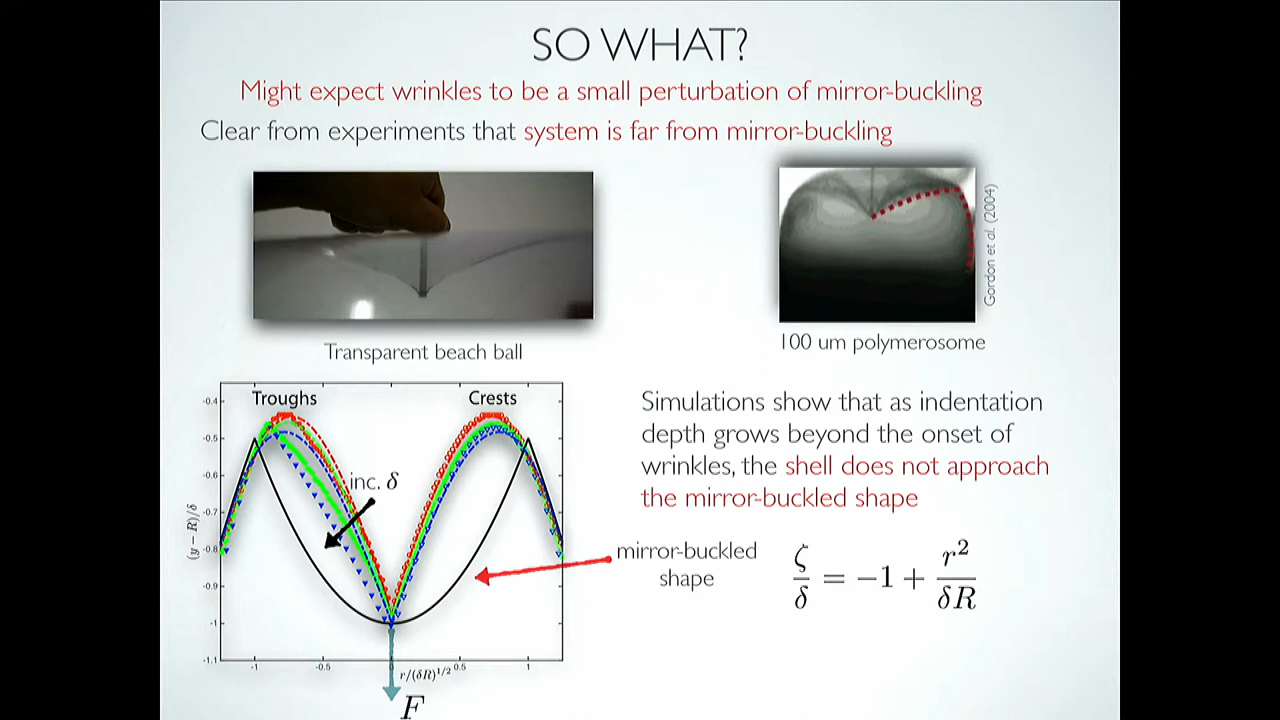 SO WHAT?
Might expect wrinkles to be a small perturbation of mirror-buckling
Clear from experiments that system is far from mirror-buckling
Gordon et al. (2004)
Transparent beach ball
100 um polymerosome
Troughs
Crests
inc. δ
(y − R)/δ
-0.4
-0.5
-0.6
-0.7
-0.8
-0.9
-1
-1.1
-1
-0.5
0
0.5
1
r/(δR)^{1/2}
F
Simulations show that as indentation
depth grows beyond the onset of
wrinkles, the shell does not approach
the mirror-buckled shape
mirror-buckled
shape
ζ/δ = −1 + r²/δR